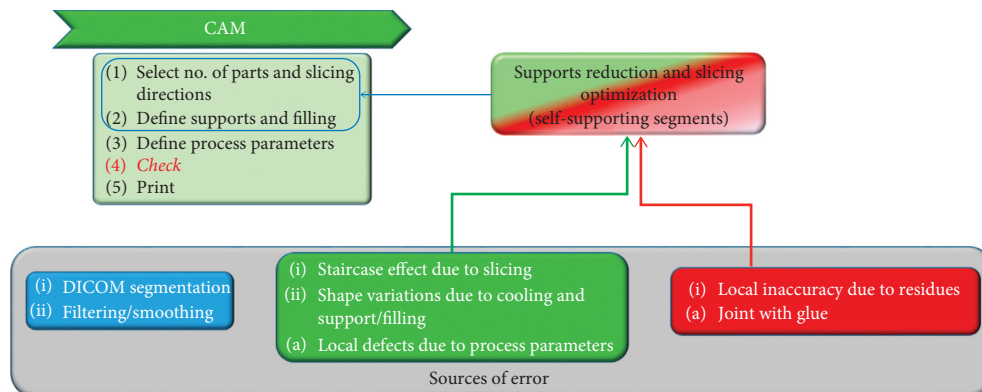 CAM
(1) Select no. of parts and slicing
directions
(2) Define supports and filling
(3) Define process parameters
(4) Check
(5) Print
Supports reduction and slicing
optimization
(self-supporting segments)
(i) DICOM segmentation
(ii) Filtering/smoothing
(i) Staircase effect due to slicing
(ii) Shape variations due to cooling and
support/filling
(a) Local defects due to process parameters
(i) Local inaccuracy due to residues
(a) Joint with glue
Sources of error